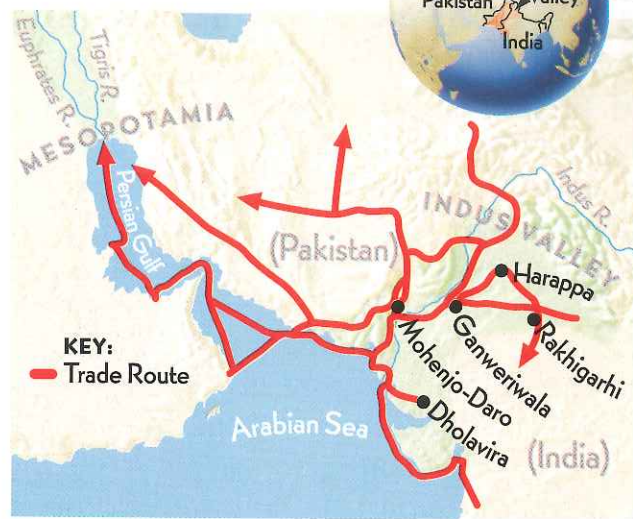 Pakistan
Valley
India
Euphrates R.
Tigris R.
MESOPOTAMIA
Persian Gulf
(Pakistan)
INDUS VALLEY
Indus R.
Harappa
Rakhigarhi
Ganweriwala
Mohenjo-Daro
Dholavira
(India)
Arabian Sea
KEY:
Trade Route